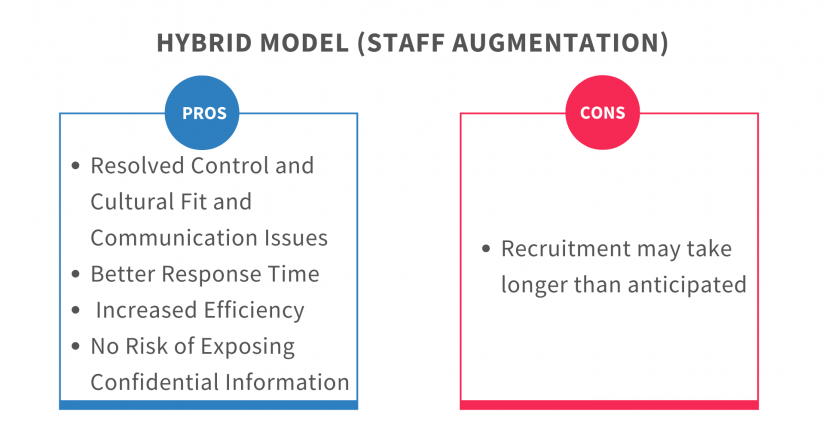 HYBRID MODEL (STAFF AUGMENTATION)
PROS
• Resolved Control and
Cultural Fit and
Communication Issues
• Better Response Time
• Increased Efficiency
• No Risk of Exposing
Confidential Information
CONS
• Recruitment may take
longer than anticipated